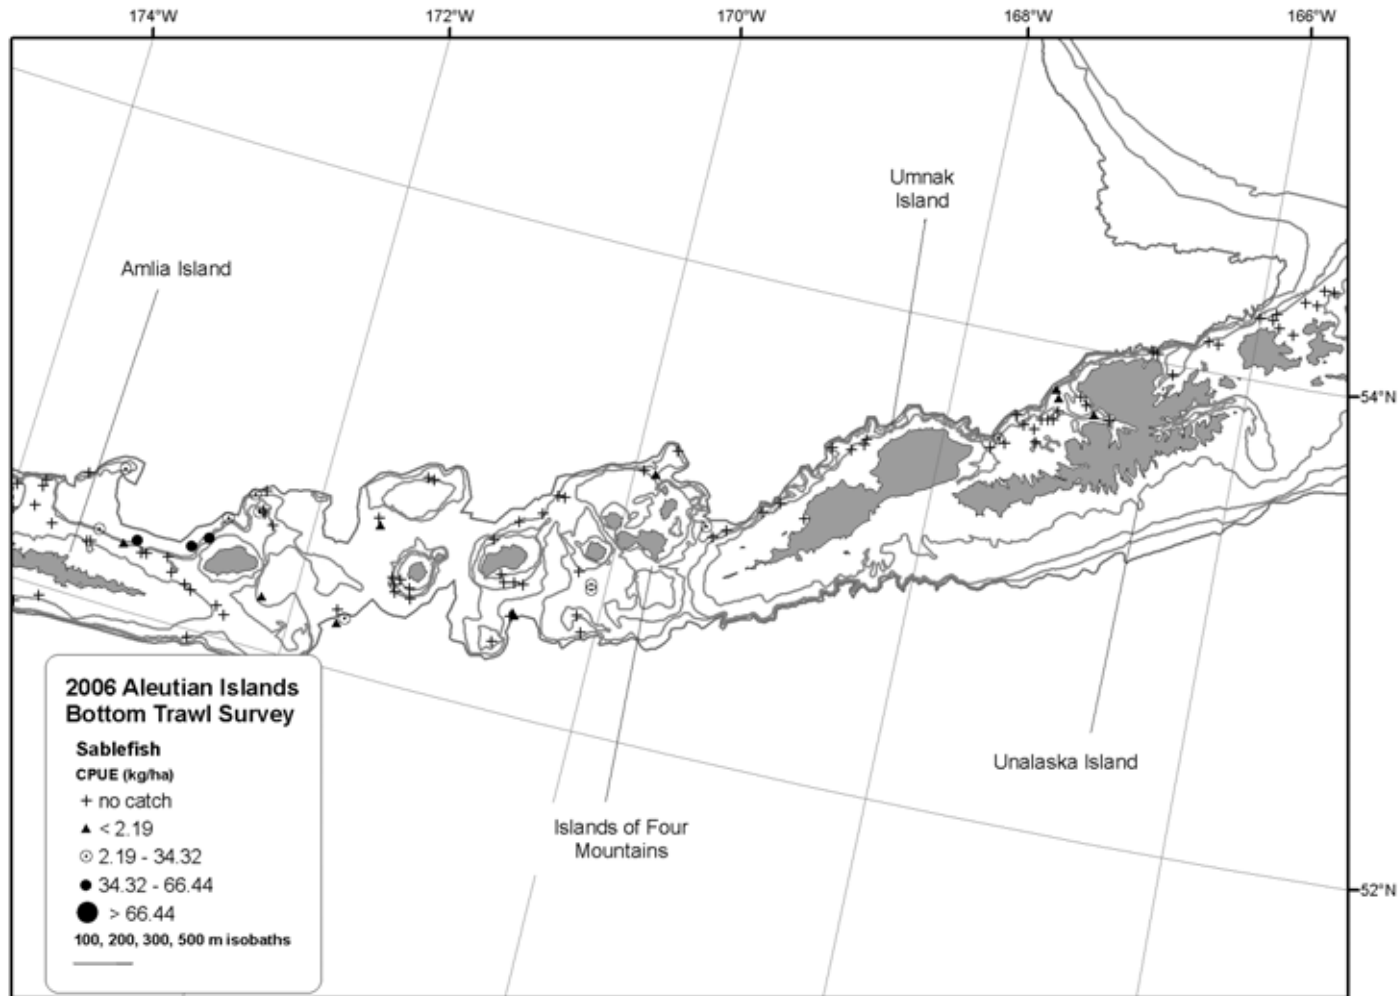 174°W
172°W
170°W
168°W
166°W
Umnak
Island
Amlia Island
54°N
2006 Aleutian Islands
Bottom Trawl Survey
Sablefish
CPUE (kg/ha)
+ no catch
▲ < 2.19
⊙ 2.19 - 34.32
● 34.32 - 66.44
● > 66.44
100, 200, 300, 500 m isobaths
Unalaska Island
Islands of Four
Mountains
52°N